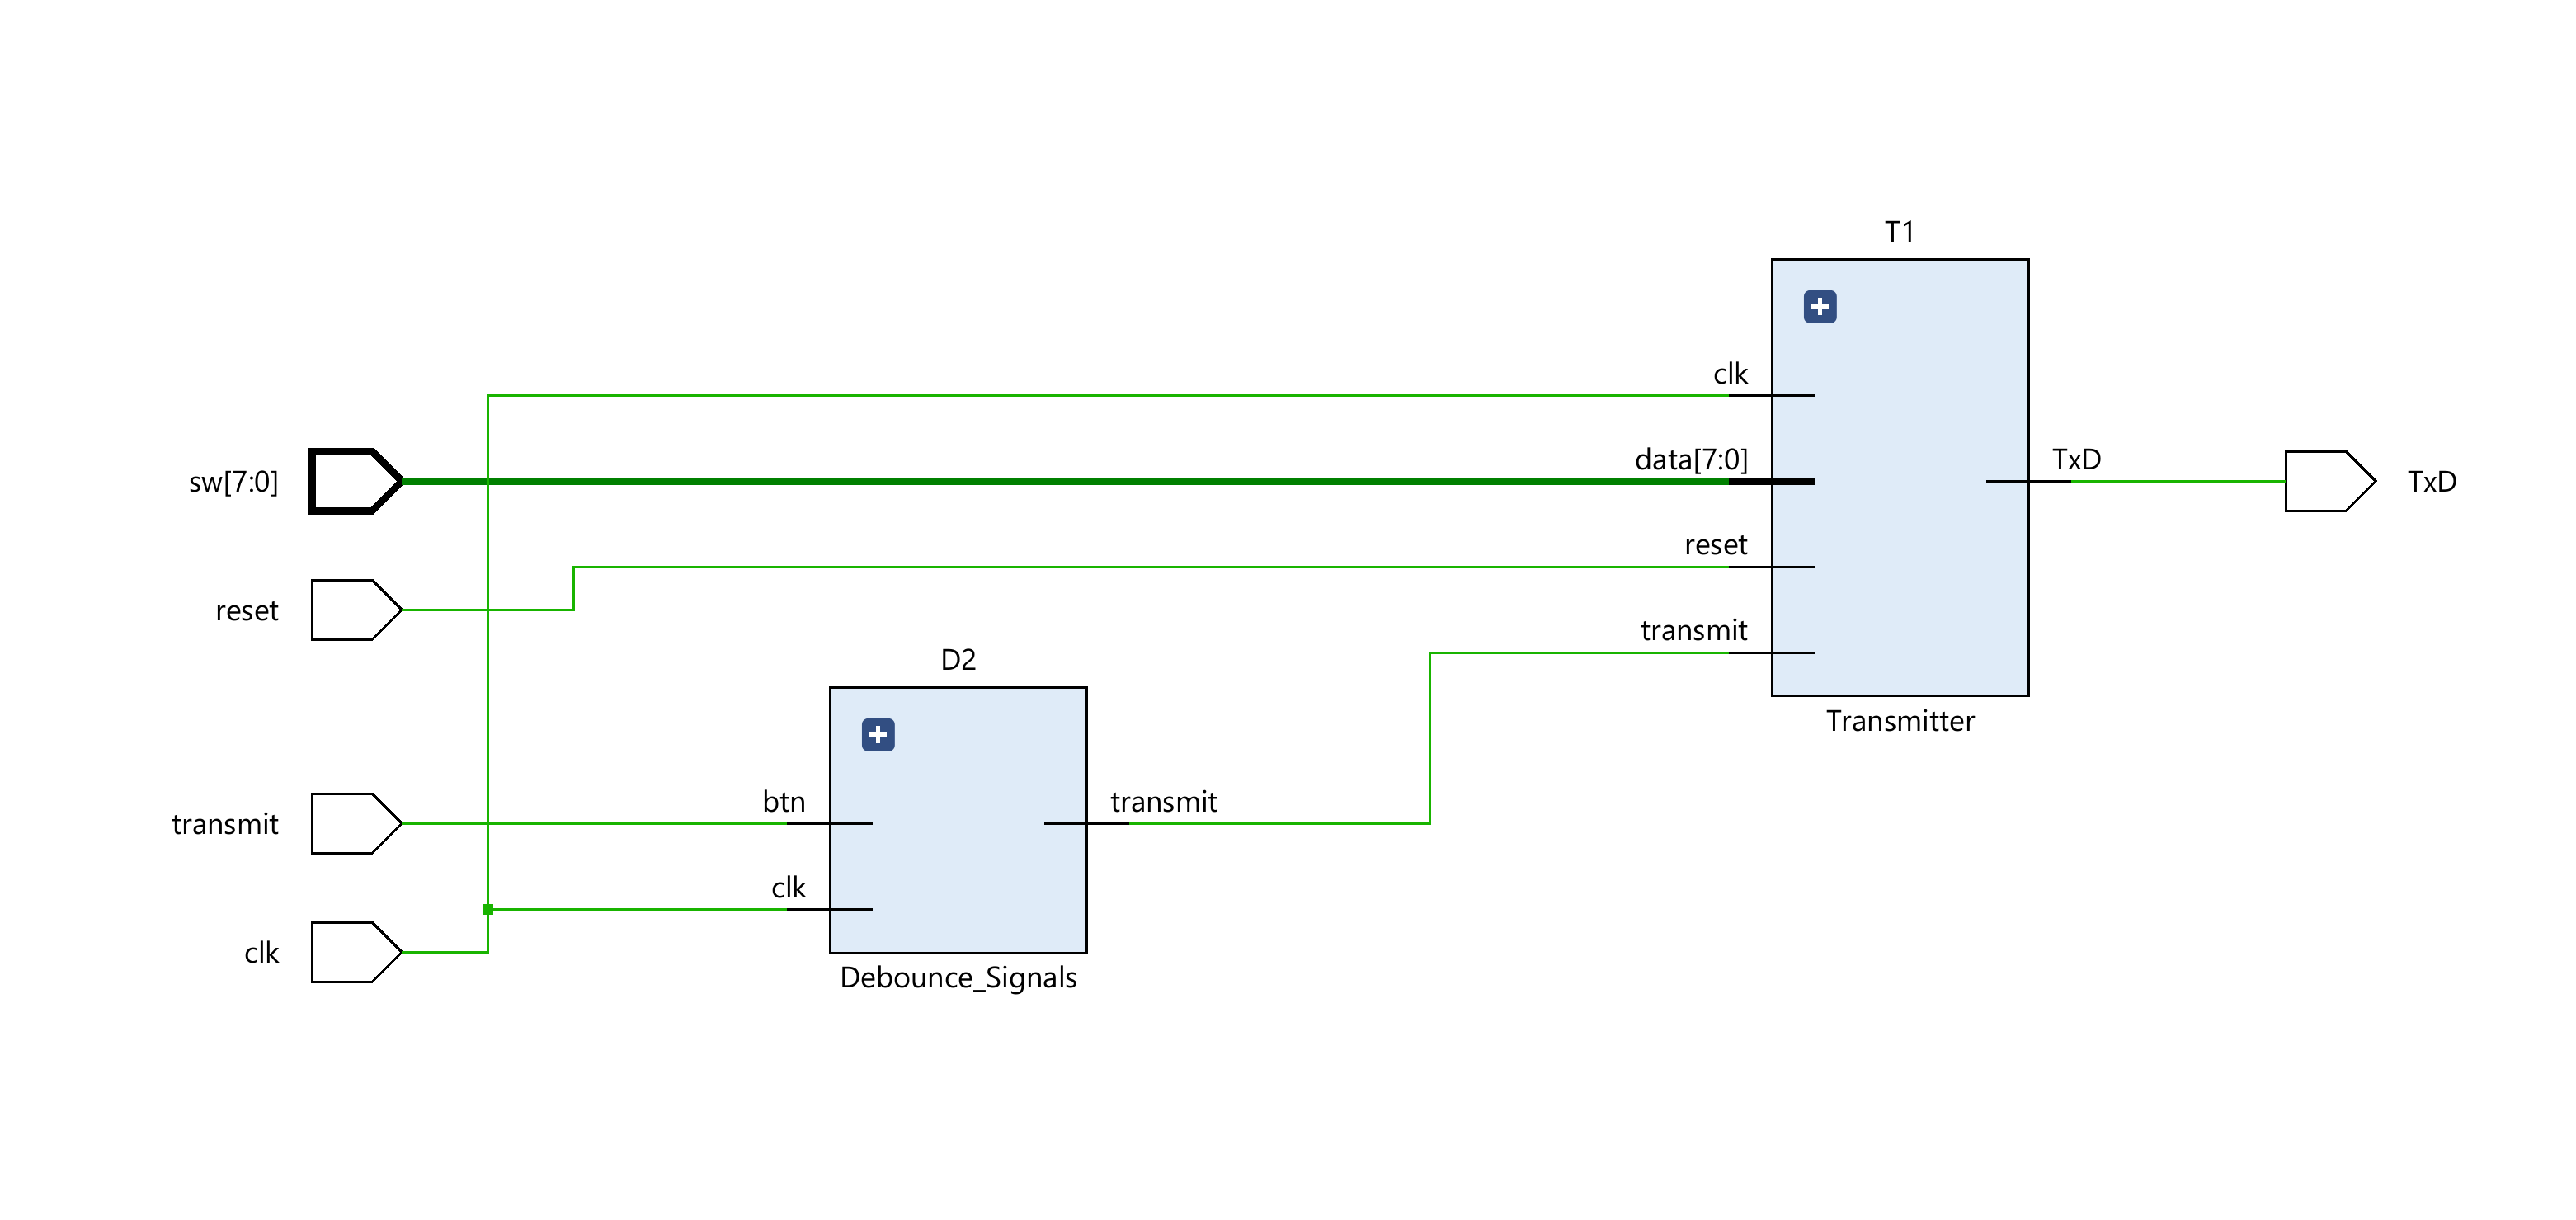 T1
clk
sw[7:0]
data[7:0]
TxD
TxD
reset
reset
transmit
D2
Transmitter
btn
transmit
transmit
clk
clk
Debounce_Signals